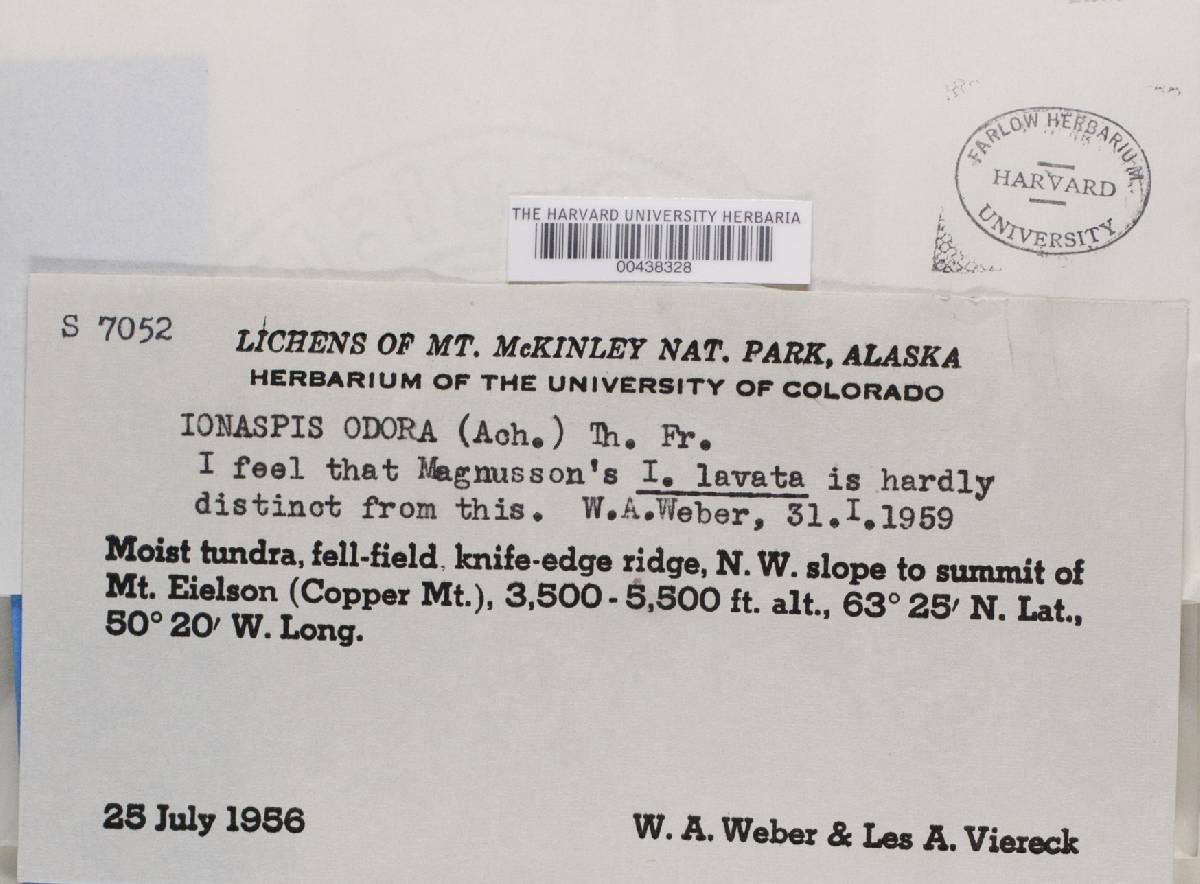 FARLOW HERBARIUM
HARVARD
UNIVERSITY
THE HARVARD UNIVERSITY HERBARIA
00438328
S 7052
LICHENS OF MT. McKINLEY NAT. PARK, ALASKA
HERBARIUM OF THE UNIVERSITY OF COLORADO
IONASPIS ODORA (Ach.) Th. Fr.
I feel that Magnusson's I. lavata is hardly
distinct from this. W.A.Weber, 31.I.1959
Moist tundra, fell-field, knife-edge ridge, N. W. slope to summit of
Mt. Eielson (Copper Mt.), 3,500 - 5,500 ft. alt., 63° 25′ N. Lat.,
50° 20′ W. Long.
25 July 1956
W. A. Weber & Les A. Viereck